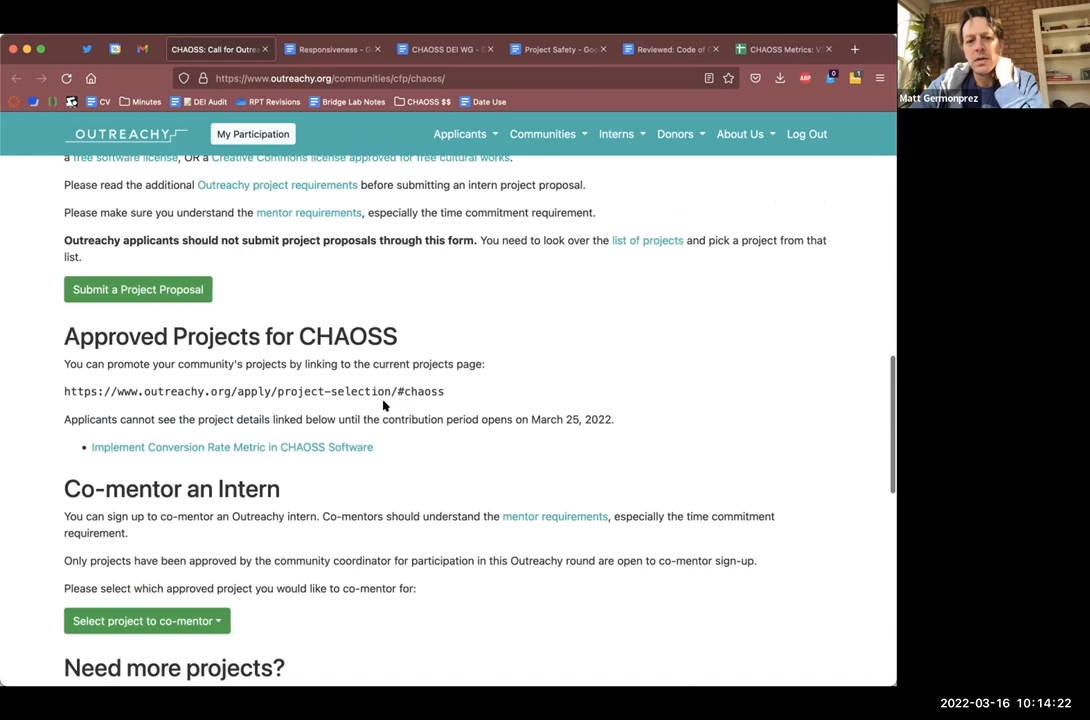 CHAOSS: Call for Outre
Responsiveness - G
CHAOSS DEI WG - G
Project Safety - Goo
Reviewed: Code of C
CHAOSS Metrics: V
https://www.outreachy.org/communities/cfp/chaoss/
CV
Minutes
DEI Audit
RPT Revisions
Bridge Lab Notes
CHAOSS $$
Date Use
Matt Germonprez
OUTREACHY
My Participation
Applicants
Communities
Interns
Donors
About Us
Log Out
a free software license, OR a Creative Commons license approved for free cultural works.
Please read the additional Outreachy project requirements before submitting an intern project proposal.
Please make sure you understand the mentor requirements, especially the time commitment requirement.
Outreachy applicants should not submit project proposals through this form. You need to look over the list of projects and pick a project from that
list.
Submit a Project Proposal
Approved Projects for CHAOSS
You can promote your community's projects by linking to the current projects page:
https://www.outreachy.org/apply/project-selection/#chaoss
Applicants cannot see the project details linked below until the contribution period opens on March 25, 2022.
• Implement Conversion Rate Metric in CHAOSS Software
Co-mentor an Intern
You can sign up to co-mentor an Outreachy intern. Co-mentors should understand the mentor requirements, especially the time commitment
requirement.
Only projects have been approved by the community coordinator for participation in this Outreachy round are open to co-mentor sign-up.
Please select which approved project you would like to co-mentor for:
Select project to co-mentor
Need more projects?
2022-03-16 10:14:22